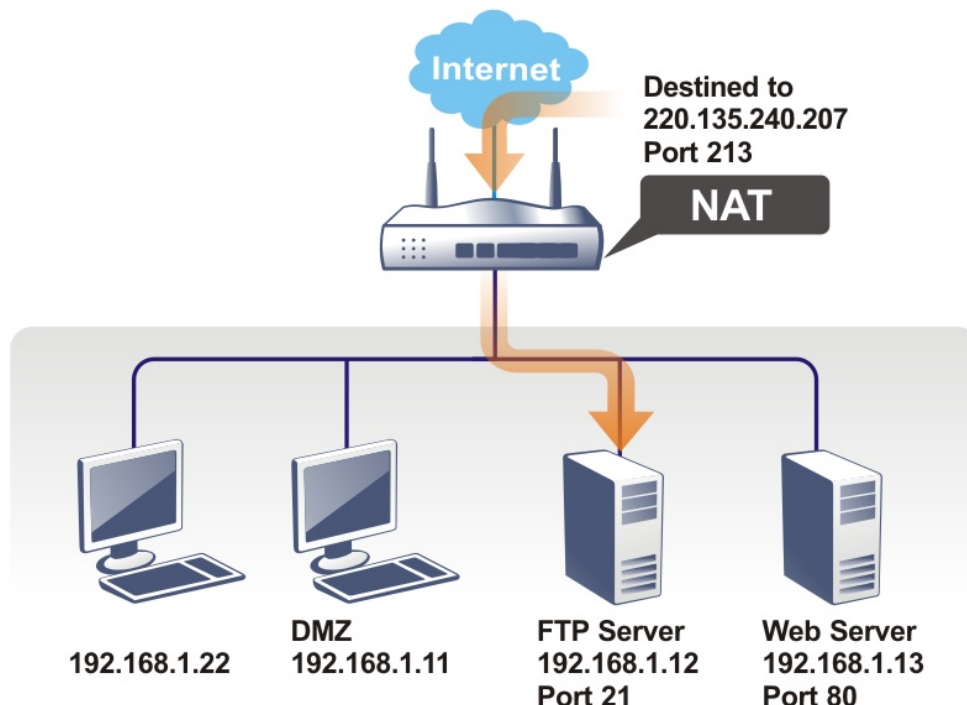 Internet
Destined to
220.135.240.207
Port 213
NAT
192.168.1.22
DMZ
192.168.1.11
FTP Server
192.168.1.12
Port 21
Web Server
192.168.1.13
Port 80